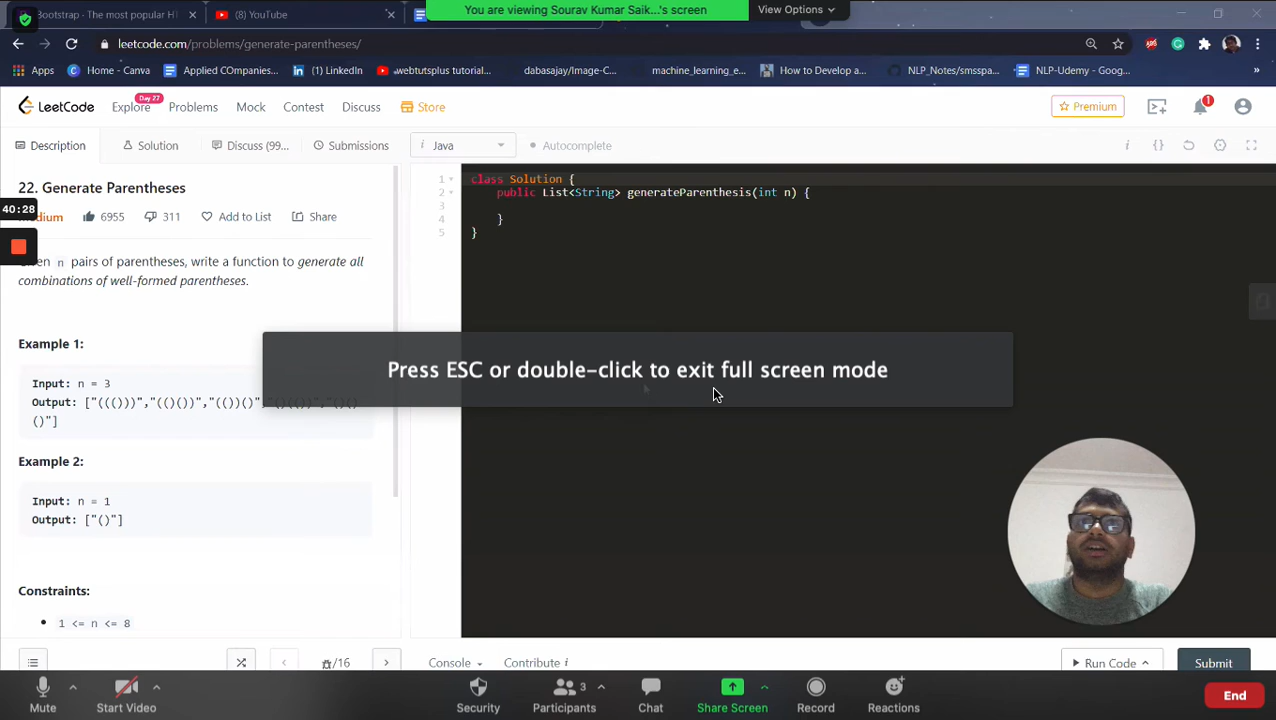 Bootstrap - The most popular H
(8) YouTube
You are viewing Sourav Kumar Saik...'s screen
View Options
leetcode.com/problems/generate-parentheses/
Apps
Home - Canva
Applied COmpanies...
(1) LinkedIn
webtutsplus tutorial...
dabasajay/Image-C...
machine_learning_e...
How to Develop a...
NLP_Notes/smsspa...
NLP-Udemy - Goog...
»
LeetCode
Explore
Day 27
Problems
Mock
Contest
Discuss
Store
Premium
1
Description
Solution
Discuss (99...
Submissions
Java
Autocomplete
i
{}
22. Generate Parentheses
40:28
6955
311
Add to List
Share
n pairs of parentheses, write a function to generate all
combinations of well-formed parentheses.
Example 1:
Input: n = 3
Output: ["((()))","(()())","(())()"
()"]
Example 2:
Input: n = 1
Output: ["()"]
Constraints:
• 1 <= n <= 8
1 class Solution {
2 public List<String> generateParenthesis(int n) {
3
4 }
5 }
Press ESC or double-click to exit full screen mode
/16
Console
Contribute i
Run Code
Submit
Mute
Start Video
Security
Participants
3
Chat
Share Screen
Record
Reactions
End